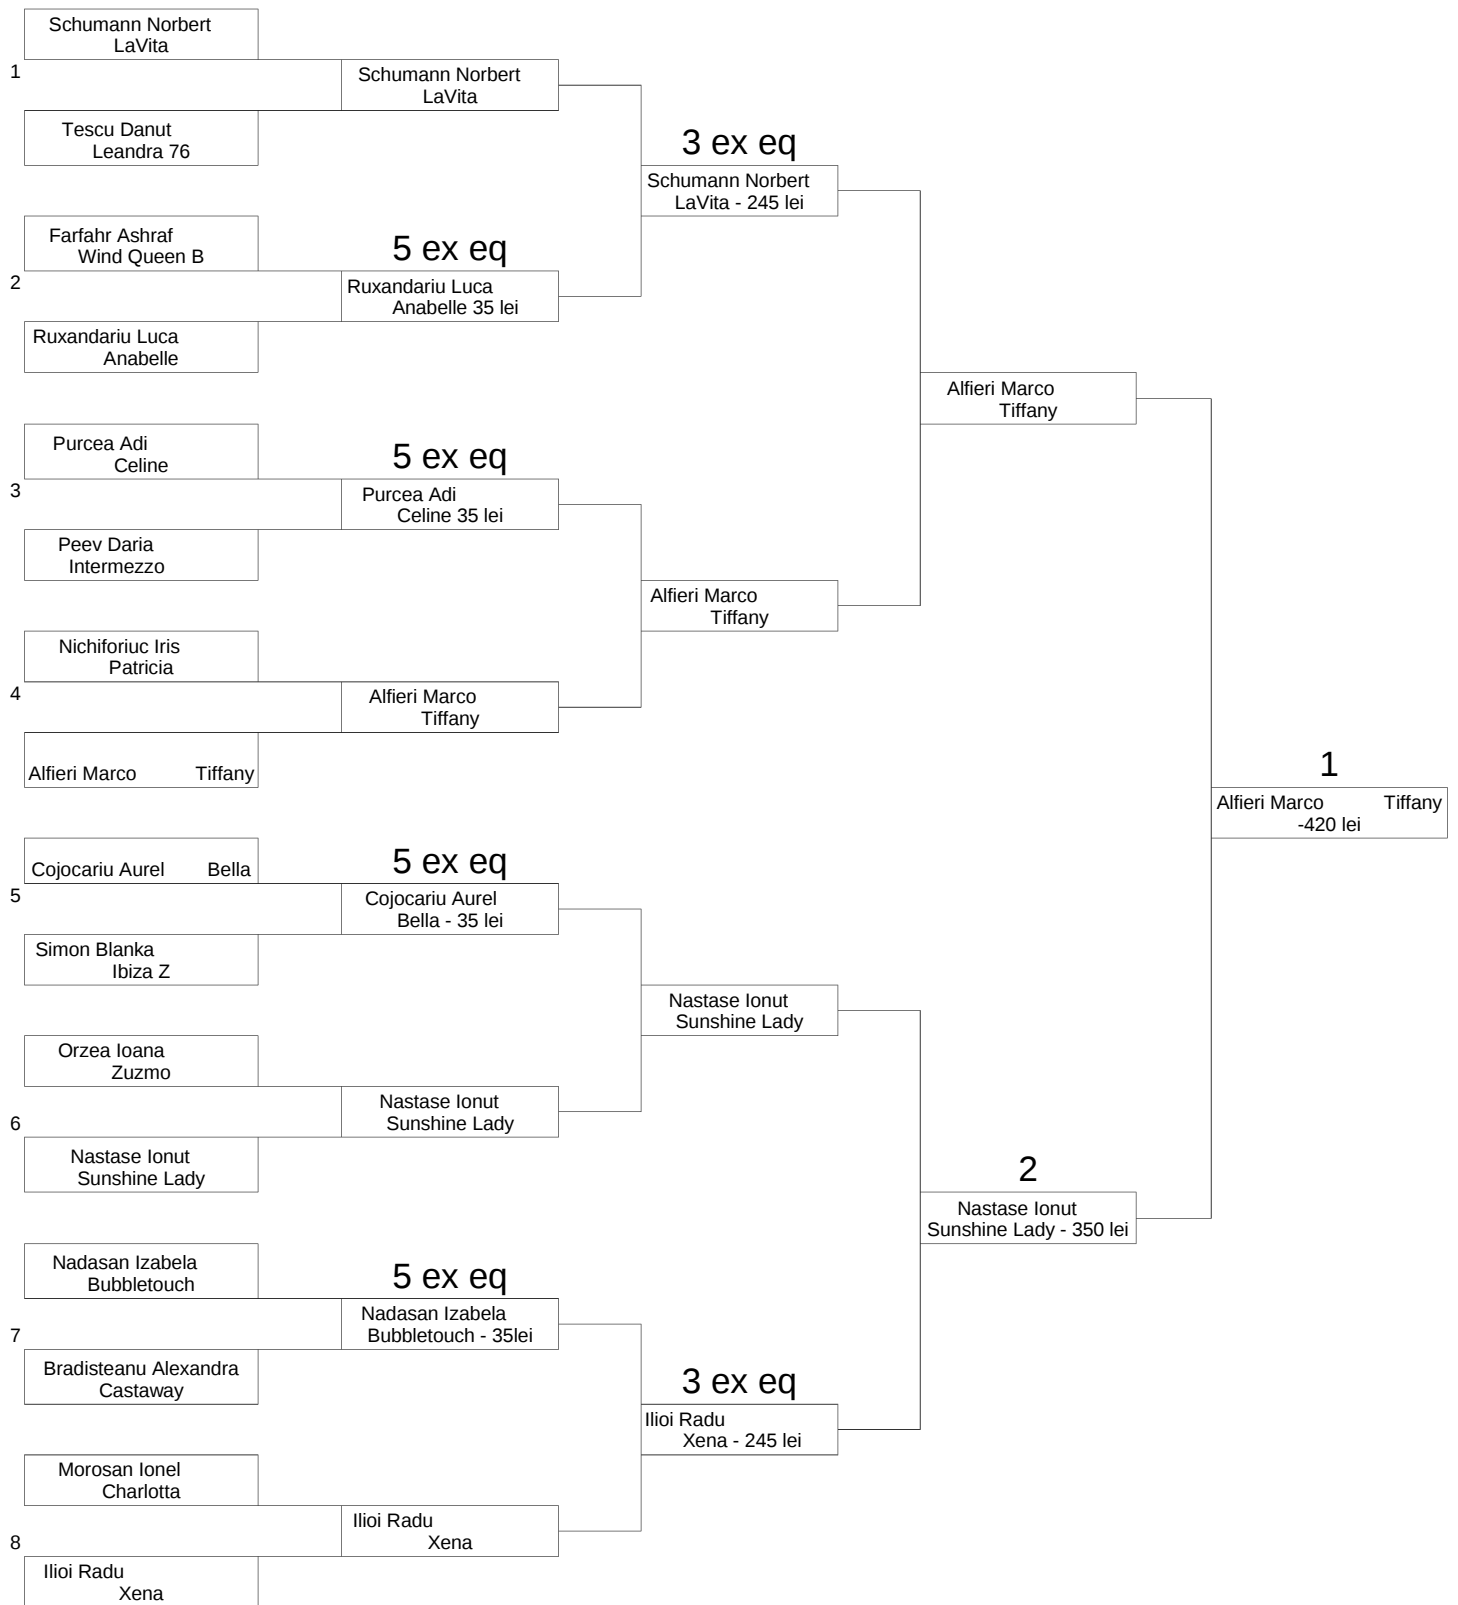 Schumann Norbert
LaVita
1
Schumann Norbert
LaVita
Tescu Danut
Leandra 76
3 ex eq
Schumann Norbert
LaVita - 245 lei
Farfahr Ashraf
Wind Queen B
5 ex eq
2
Ruxandariu Luca
Anabelle 35 lei
Ruxandariu Luca
Anabelle
Alfieri Marco
Tiffany
Purcea Adi
Celine
5 ex eq
3
Purcea Adi
Celine 35 lei
Peev Daria
Intermezzo
Alfieri Marco
Tiffany
Nichiforiuc Iris
Patricia
4
Alfieri Marco
Tiffany
Alfieri Marco Tiffany
1
Alfieri Marco Tiffany
-420 lei
Cojocariu Aurel Bella
5 ex eq
5
Cojocariu Aurel
Bella - 35 lei
Simon Blanka
Ibiza Z
Nastase Ionut
Sunshine Lady
Orzea Ioana
Zuzmo
6
Nastase Ionut
Sunshine Lady
Nastase Ionut
Sunshine Lady
2
Nastase Ionut
Sunshine Lady - 350 lei
Nadasan Izabela
Bubbletouch
5 ex eq
7
Nadasan Izabela
Bubbletouch - 35lei
Bradisteanu Alexandra
Castaway
3 ex eq
Ilioi Radu
Xena - 245 lei
Morosan Ionel
Charlotta
8
Ilioi Radu
Xena
Ilioi Radu
Xena